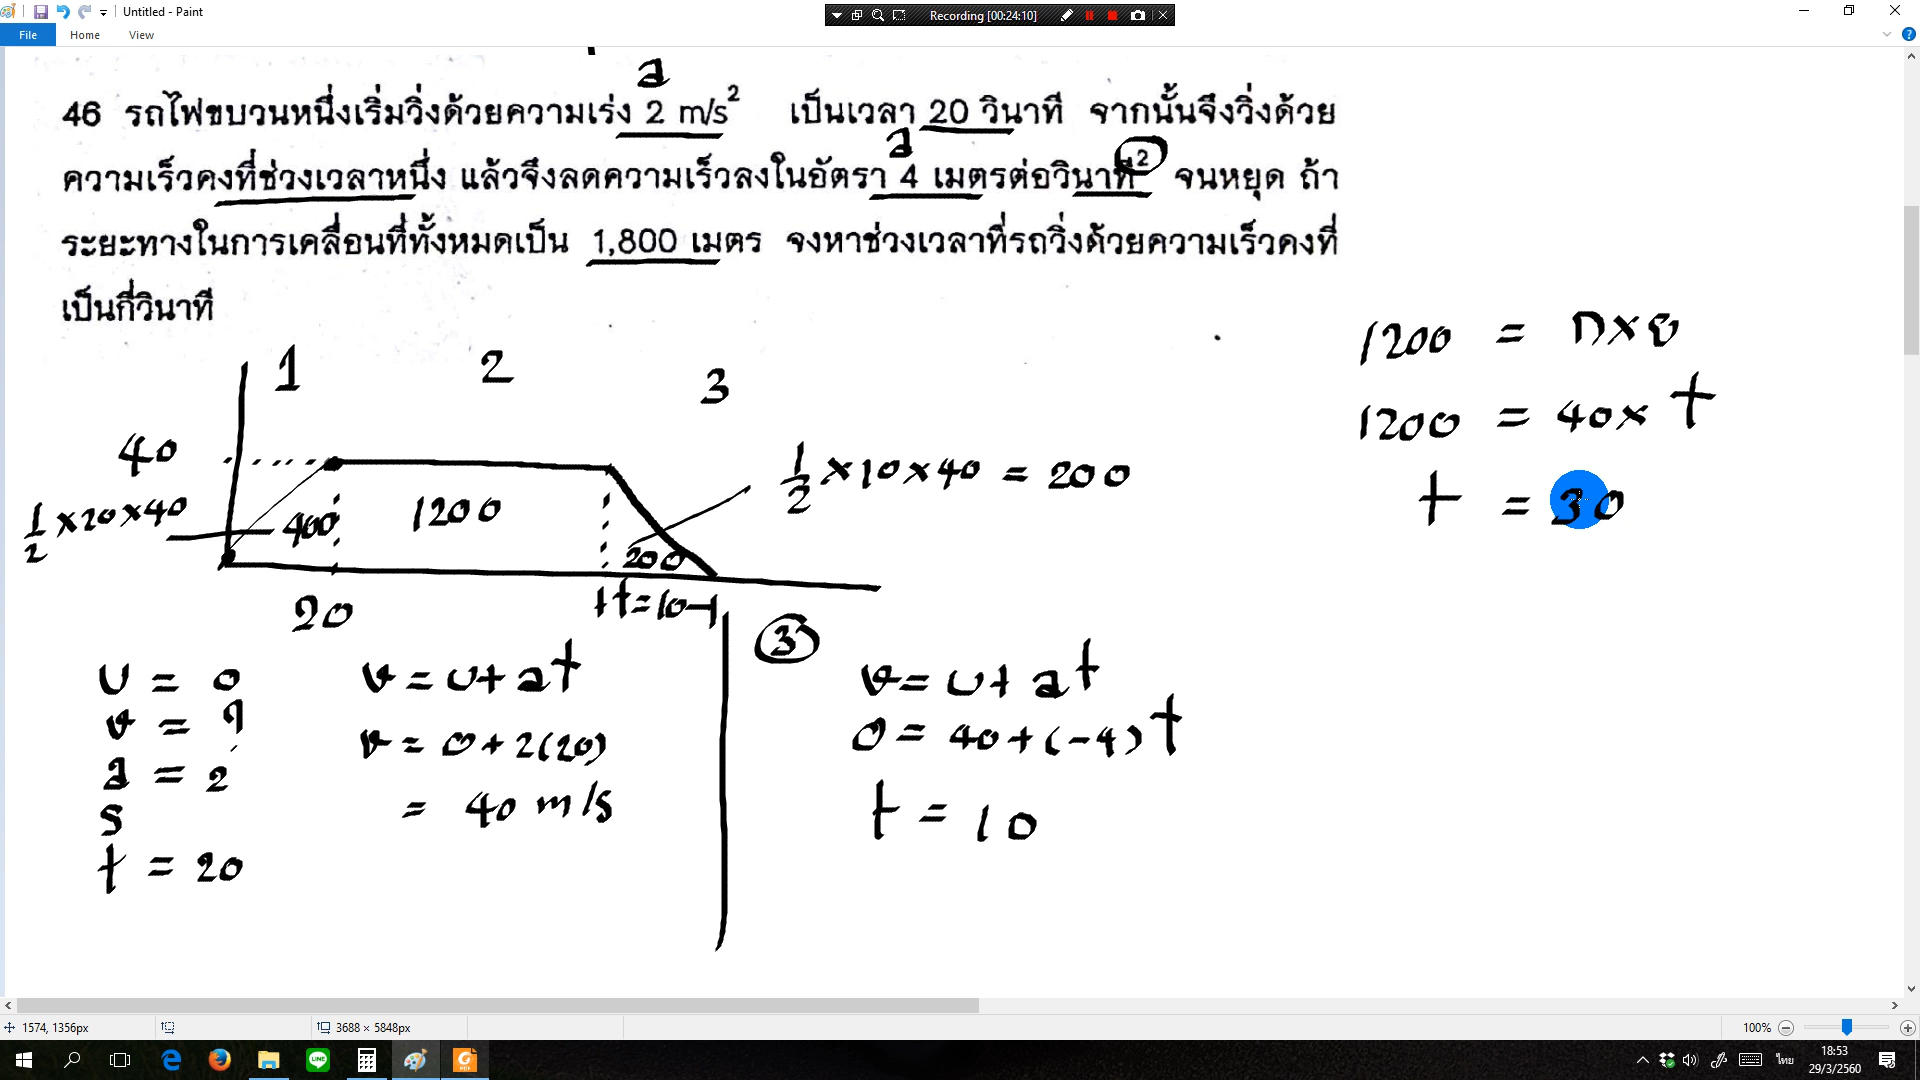 Untitled - Paint
Recording [00:24:10]
File Home View
a
46 รถไฟขบวนหนึ่งเริ่มวิ่งด้วยความเร่ง 2 m/s² เป็นเวลา 20 วินาที จากนั้นจึงวิ่งด้วย
a
ความเร็วคงที่ช่วงเวลาหนึ่ง แล้วจึงลดความเร็วลงในอัตรา 4 เมตรต่อวินาที² จนหยุด ถ้า
ระยะทางในการเคลื่อนที่ทั้งหมดเป็น 1,800 เมตร จงหาช่วงเวลาที่รถวิ่งด้วยความเร็วคงที่
เป็นกี่วินาที
1 2 3
40
1/2 × 20 × 40
400 1200 200
1/2 × 10 × 40 = 200
20
t = 10
1200 = ก × ย
1200 = 40 × t
t = 30
u = 0
v = ?
a = 2
s
t = 20
v = u + at
v = 0 + 2(20)
= 40 m/s
3
v = u + at
0 = 40 + (-4) t
t = 10
1574, 1356px
3688 × 5848px
100%
ไทย
18:53
29/3/2560